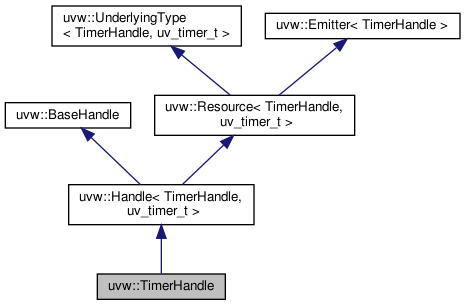 uvw::UnderlyingType
< TimerHandle, uv_timer_t >
uvw::Emitter< TimerHandle >
uvw::BaseHandle
uvw::Resource< TimerHandle,
uv_timer_t >
uvw::Handle< TimerHandle,
uv_timer_t >
uvw::TimerHandle